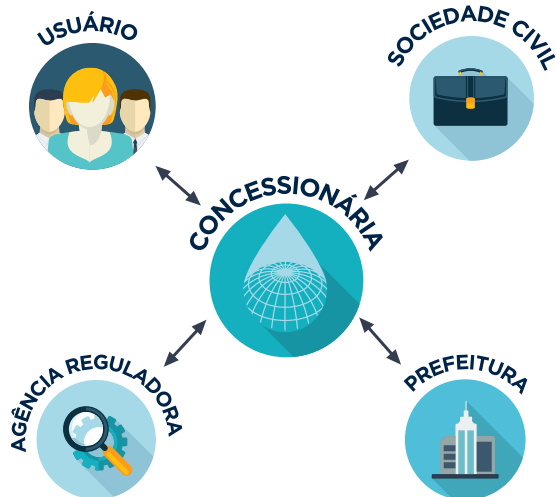 USUÁRIO
SOCIEDADE CIVIL
CONCESSIONÁRIA
AGÊNCIA REGULADORA
PREFEITURA